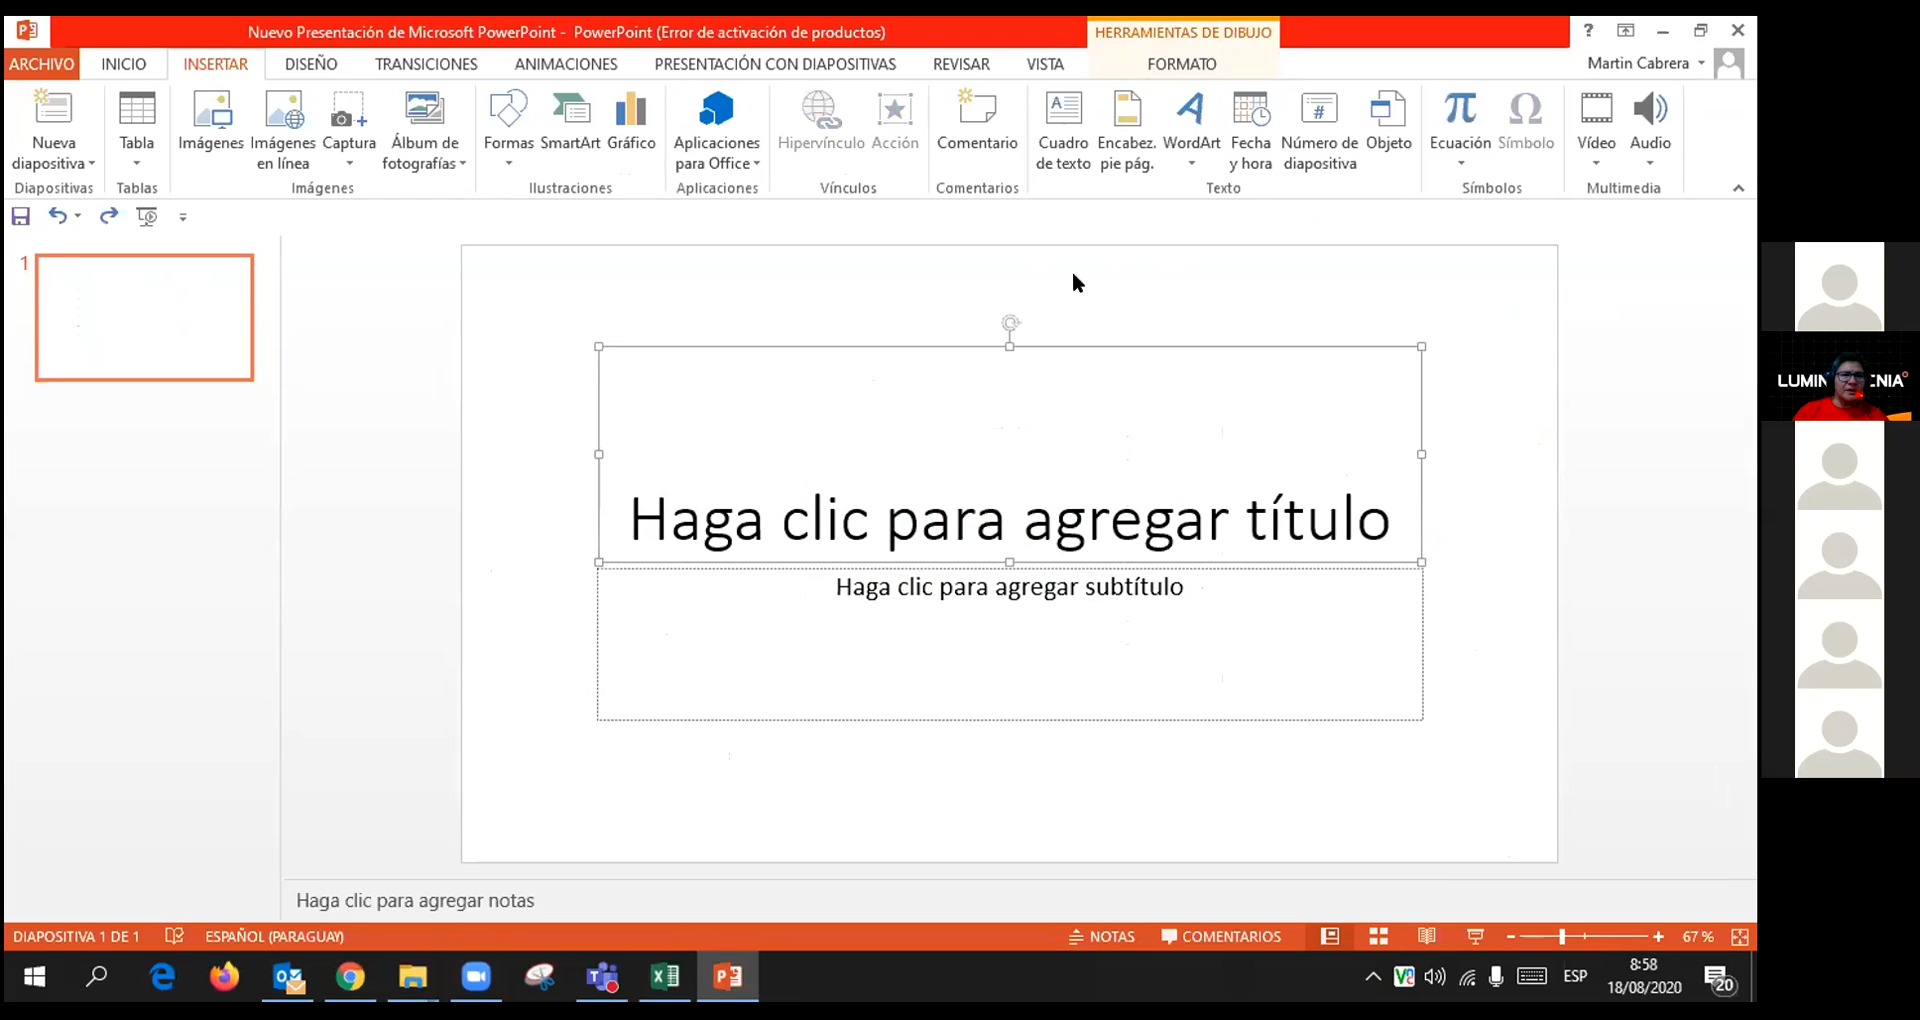 Nuevo Presentación de Microsoft PowerPoint - PowerPoint (Error de activación de productos)
HERRAMIENTAS DE DIBUJO
?
ARCHIVO INICIO INSERTAR DISEÑO TRANSICIONES ANIMACIONES PRESENTACIÓN CON DIAPOSITIVAS REVISAR VISTA FORMATO
Martin Cabrera
Nueva diapositiva
Tabla
Imágenes
Imágenes en línea
Captura
Álbum de fotografías
Formas
SmartArt
Gráfico
Aplicaciones para Office
Hipervínculo
Acción
Comentario
Cuadro de texto
Encabez. pie pág.
WordArt
Fecha y hora
Número de diapositiva
Objeto
Ecuación
Símbolo
Vídeo
Audio
Diapositivas Tablas Imágenes Ilustraciones Aplicaciones Vínculos Comentarios Texto Símbolos Multimedia
1
Haga clic para agregar título
Haga clic para agregar subtítulo
Haga clic para agregar notas
DIAPOSITIVA 1 DE 1 ESPAÑOL (PARAGUAY) NOTAS COMENTARIOS 67 %
ESP
8:58
18/08/2020
20